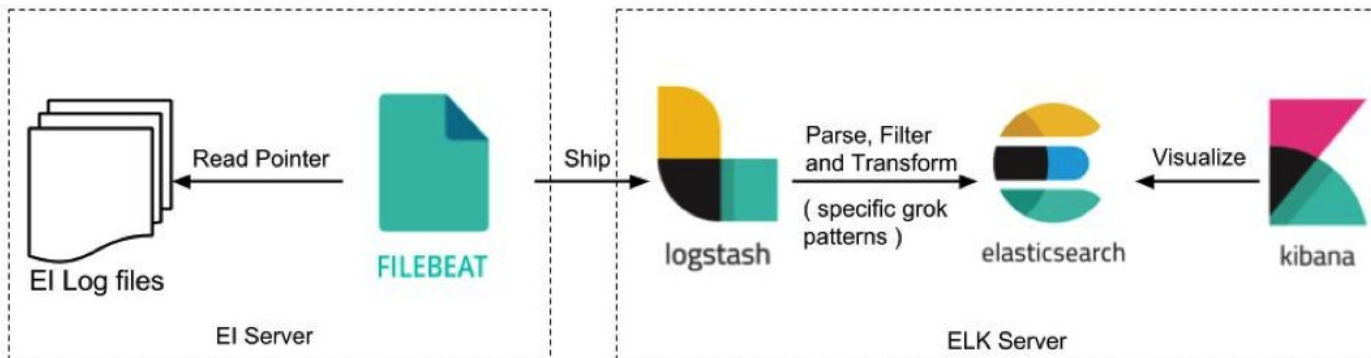 Read Pointer
EI Log files
FILEBEAT
EI Server
Ship
logstash
Parse, Filter
and Transform
( specific grok
patterns )
elasticsearch
Visualize
kibana
ELK Server